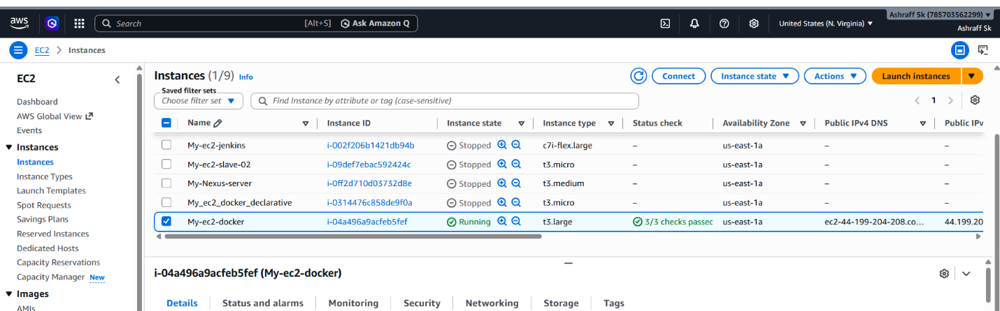 aws Search [Alt+S] Ask Amazon Q United States (N. Virginia) Ashraff Sk (785703562299)
Ashraff Sk
EC2 Instances
EC2
Dashboard
AWS Global View
Events
Instances
Instances
Instance Types
Launch Templates
Spot Requests
Savings Plans
Reserved Instances
Dedicated Hosts
Capacity Reservations
Capacity Manager New
Images
AMIs
Instances (1/9) Info Connect Instance state Actions Launch instances
Saved filter sets
Choose filter set Find Instance by attribute or tag (case-sensitive) 1
Name Instance ID Instance state Instance type Status check Availability Zone Public IPv4 DNS Public IPv
My-ec2-jenkins i-002f206b1421db94b Stopped c7i-flex.large – us-east-1a – –
My-ec2-slave-02 i-09def7ebac592424c Stopped t3.micro – us-east-1a – –
My-Nexus-server i-0ff2d710d03732d8e Stopped t3.medium – us-east-1a – –
My_ec2_docker_declarative i-0314476c858de9f0a Stopped t3.micro – us-east-1a – –
My-ec2-docker i-04a496a9acfeb5fef Running t3.large 3/3 checks passec us-east-1a ec2-44-199-204-208.co... 44.199.20
i-04a496a9acfeb5fef (My-ec2-docker)
Details Status and alarms Monitoring Security Networking Storage Tags